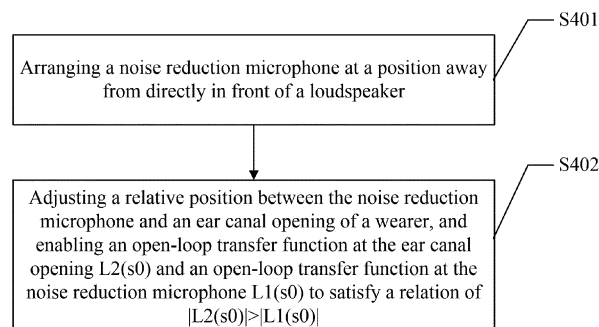 S401
Arranging a noise reduction microphone at a position away
from directly in front of a loudspeaker
S402
Adjusting a relative position between the noise reduction
microphone and an ear canal opening of a wearer, and
enabling an open-loop transfer function at the ear canal
opening L2(s0) and an open-loop transfer function at the
noise reduction microphone L1(s0) to satisfy a relation of
|L2(s0)|>|L1(s0)|